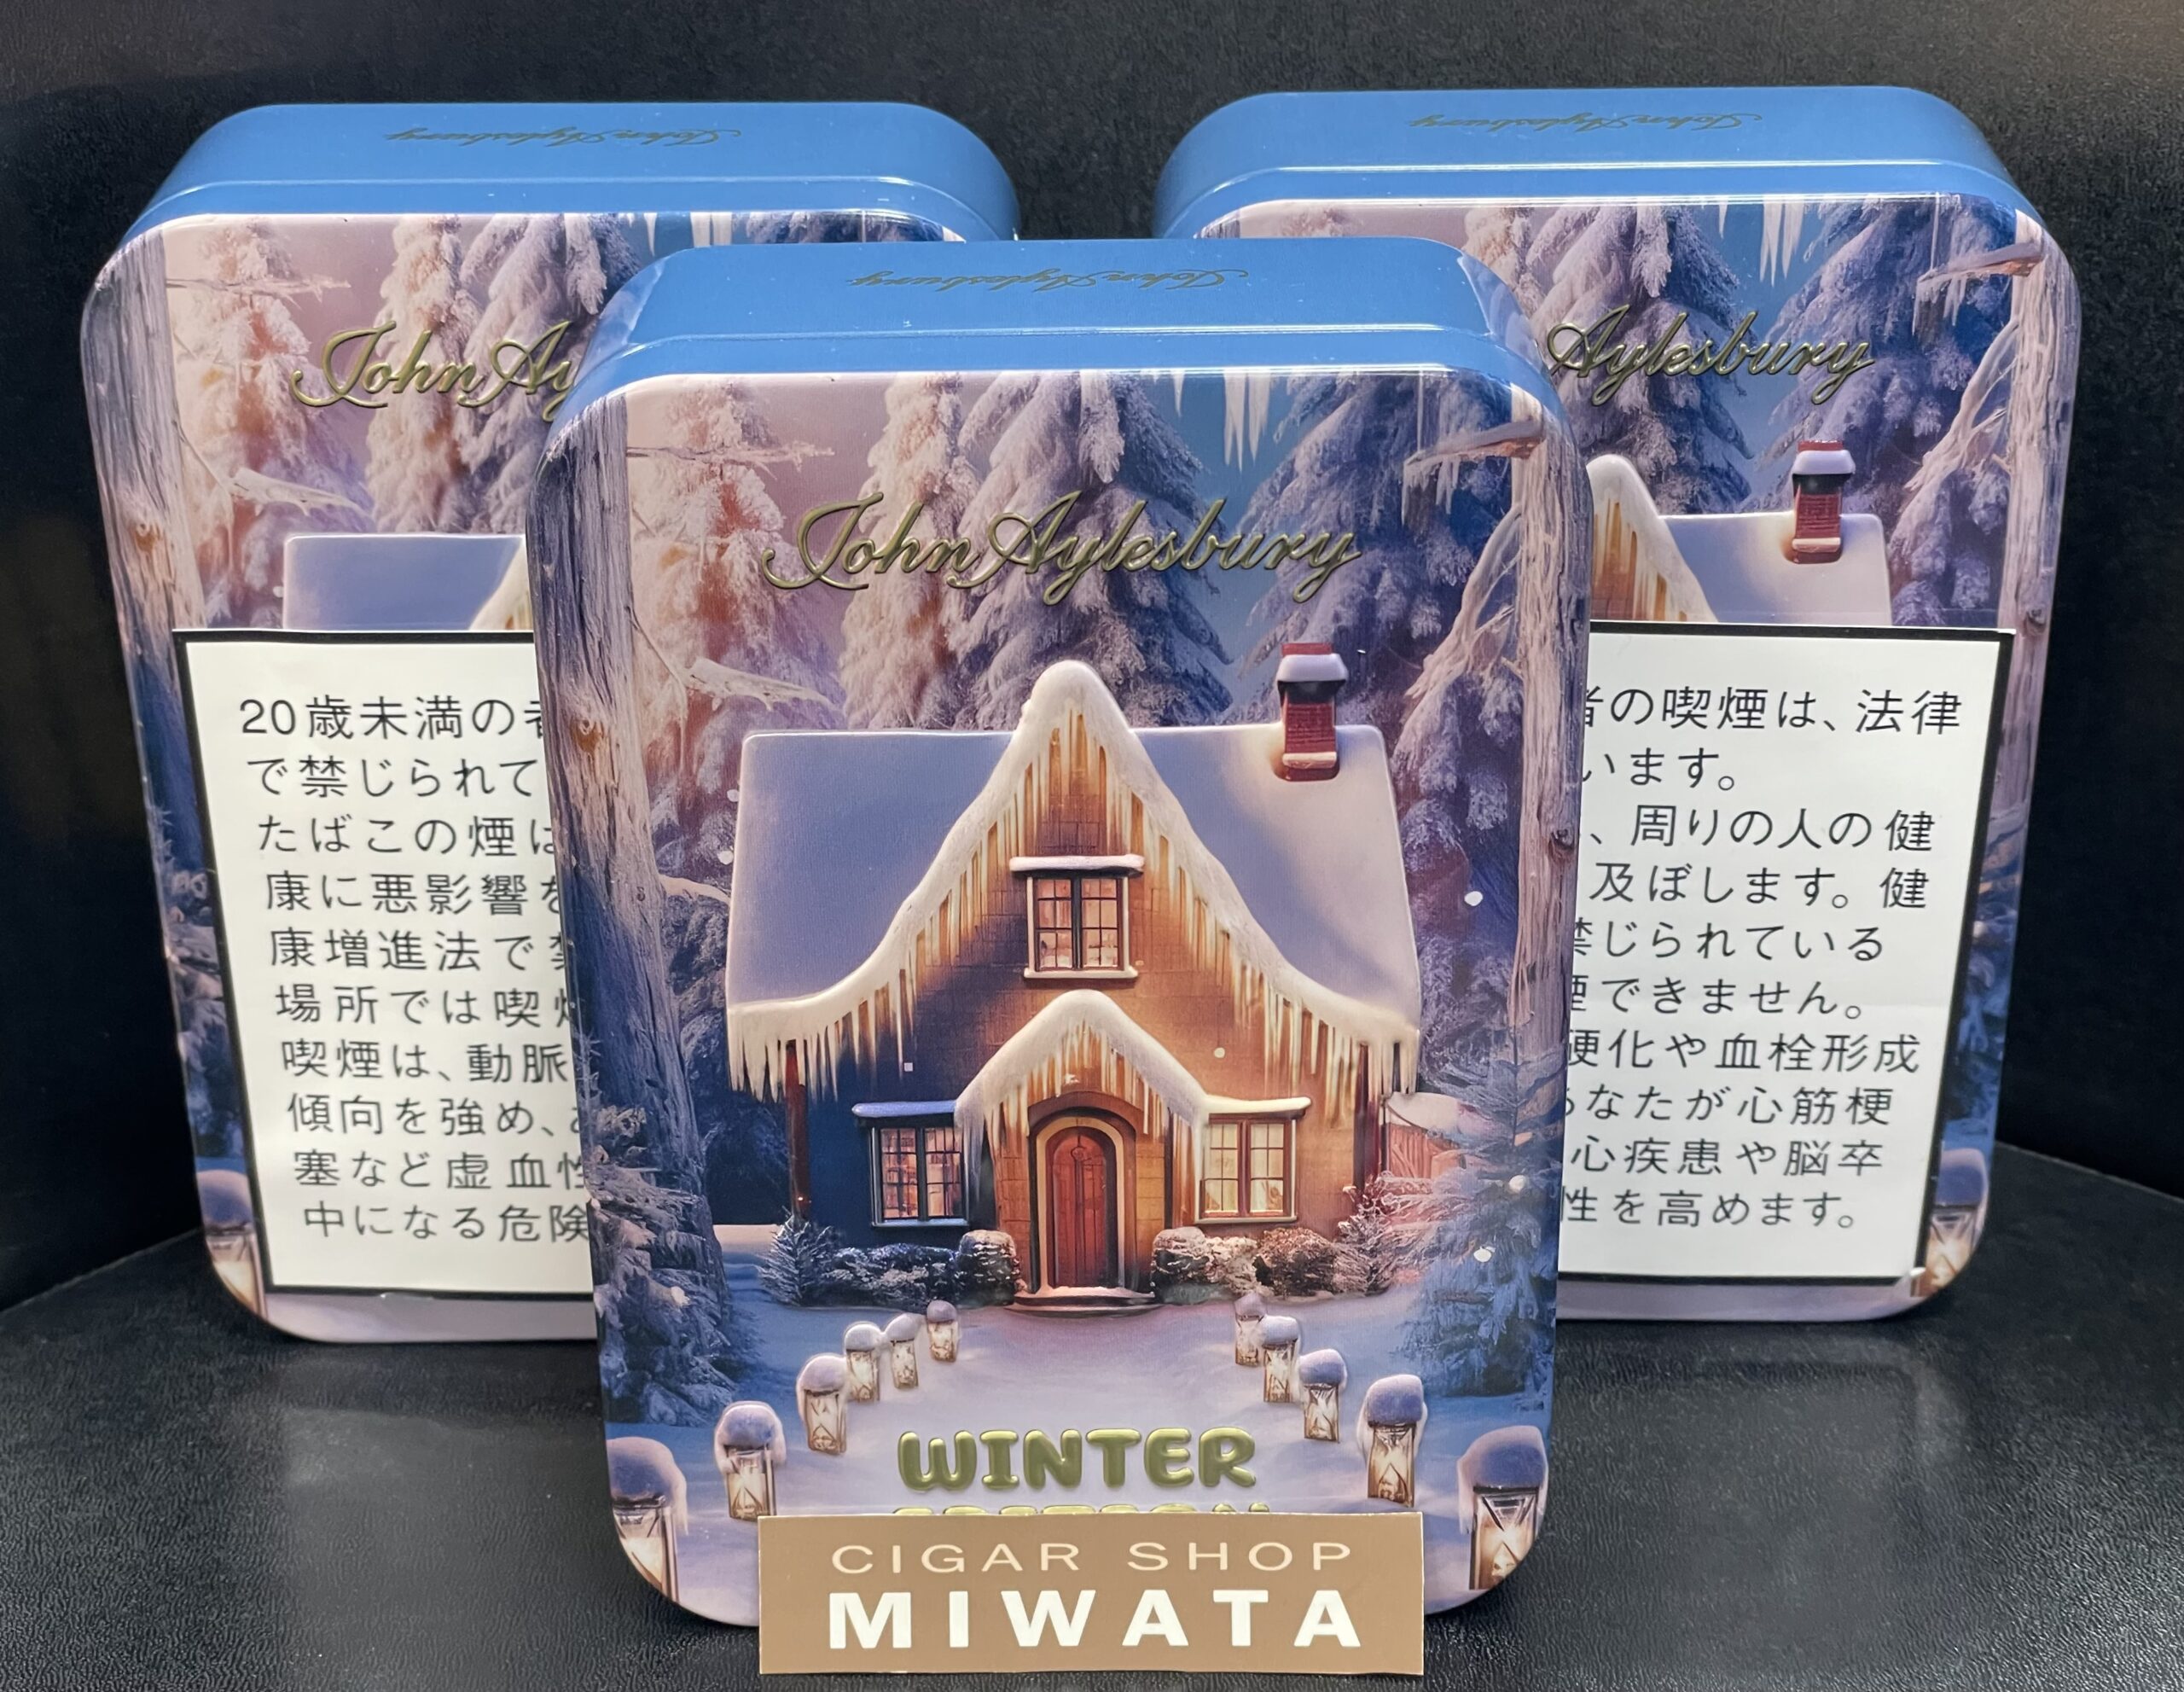 John Aylesbury
John Aylesbury
John Aylesbury
John
Aylesbury
John Aylesbury
20歳未満の
で禁じられて
たばこの煙は
康に悪影響を
康増進法で
場所では喫
喫煙は、動脈
傾向を強め、
塞など虚血性
中になる危険
者の喫煙は、法律
います。
、周りの人の健
及ぼします。健
禁じられている
煙できません。
硬化や血栓形成
あなたが心筋梗
心疾患や脳卒
性を高めます。
WINTER
EDITION
CIGAR SHOP
MIWATA